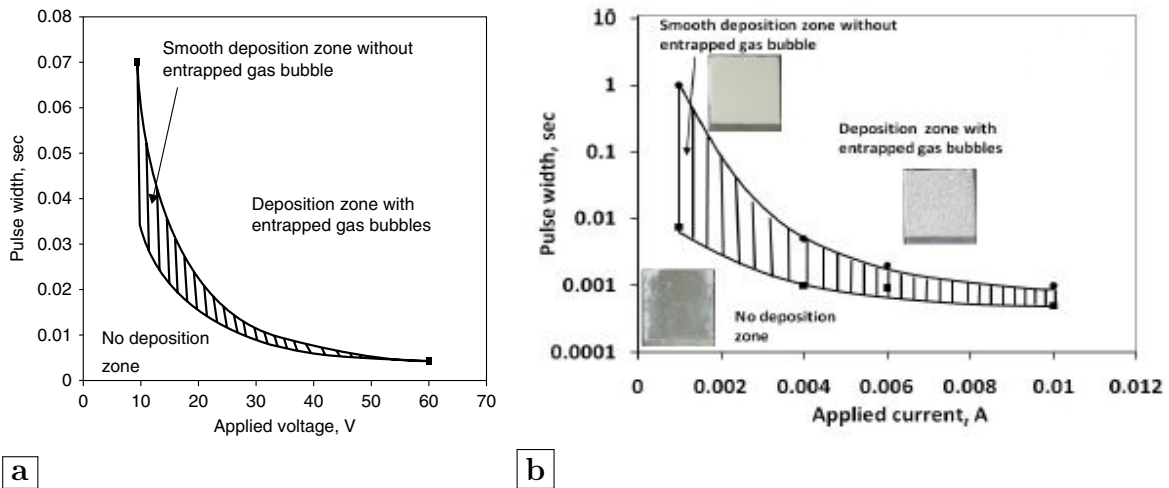 0.07
0.06
0.05
0.04
0.03
0.02
0.01
0
Pulse width, sec
Smooth deposition zone without
entrapped gas bubble
Deposition zone with
entrapped gas bubbles
No deposition
zone
0 10 20 30 40 50 60 70
Applied voltage, V
a
10
1
0.1
0.01
0.001
0.0001
Pulse width, sec
Smooth deposition zone without
entrapped gas bubble
Deposition zone with
entrapped gas bubbles
No deposition
zone
0 0.002 0.004 0.006 0.008 0.01 0.012
Applied current, A
b